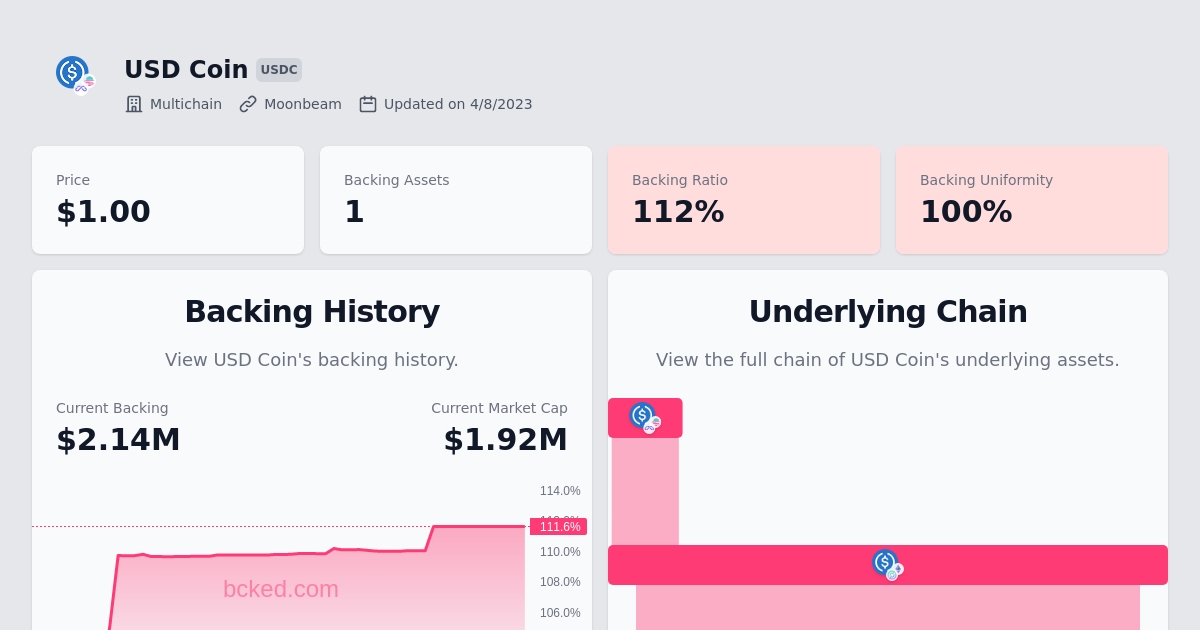 USD Coin USDC
Multichain Moonbeam Updated on 4/8/2023
Price
$1.00
Backing Assets
1
Backing Ratio
112%
Backing Uniformity
100%
Backing History
View USD Coin's backing history.
Current Backing
$2.14M
Current Market Cap
$1.92M
114.0%
111.6%
110.0%
108.0%
106.0%
bcked.com
Underlying Chain
View the full chain of USD Coin's underlying assets.